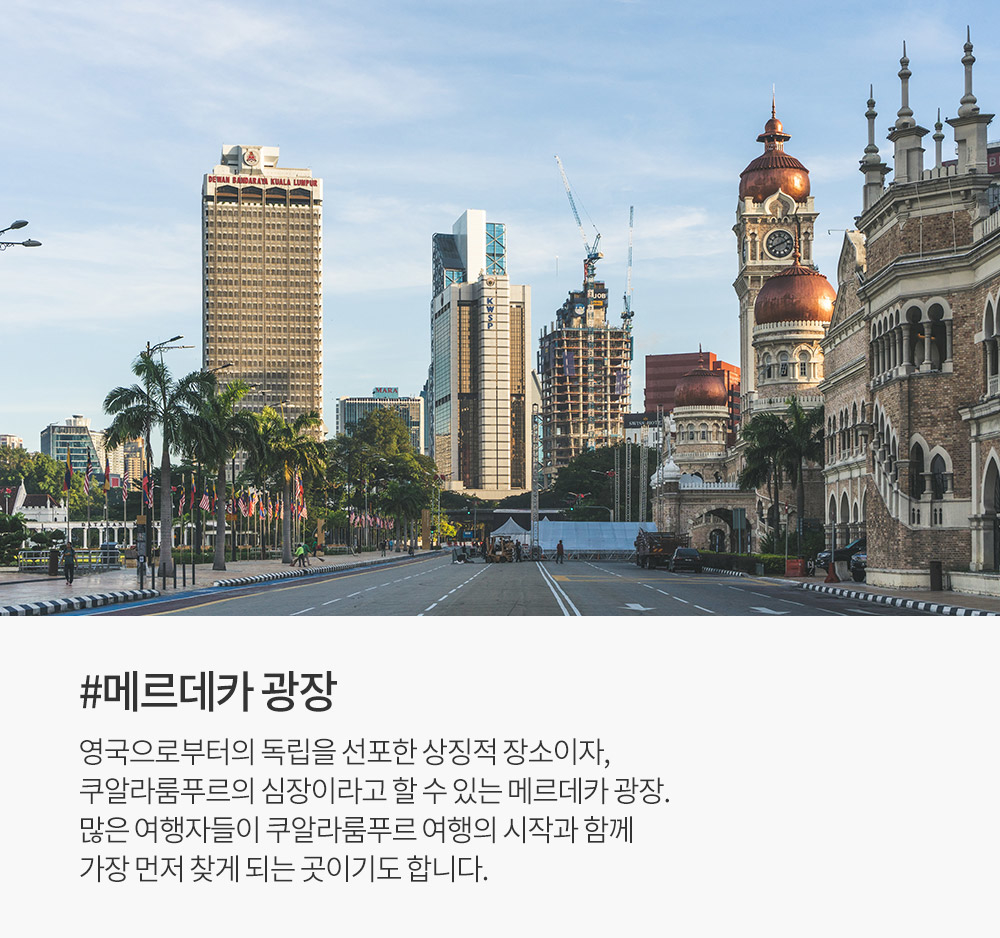 DEWAN BANDARAYA KUALA LUMPUR
KWSP
MARA
#메르데카 광장
영국으로부터의 독립을 선포한 상징적 장소이자,
쿠알라룸푸르의 심장이라고 할 수 있는 메르데카 광장.
많은 여행자들이 쿠알라룸푸르 여행의 시작과 함께
가장 먼저 찾게 되는 곳이기도 합니다.